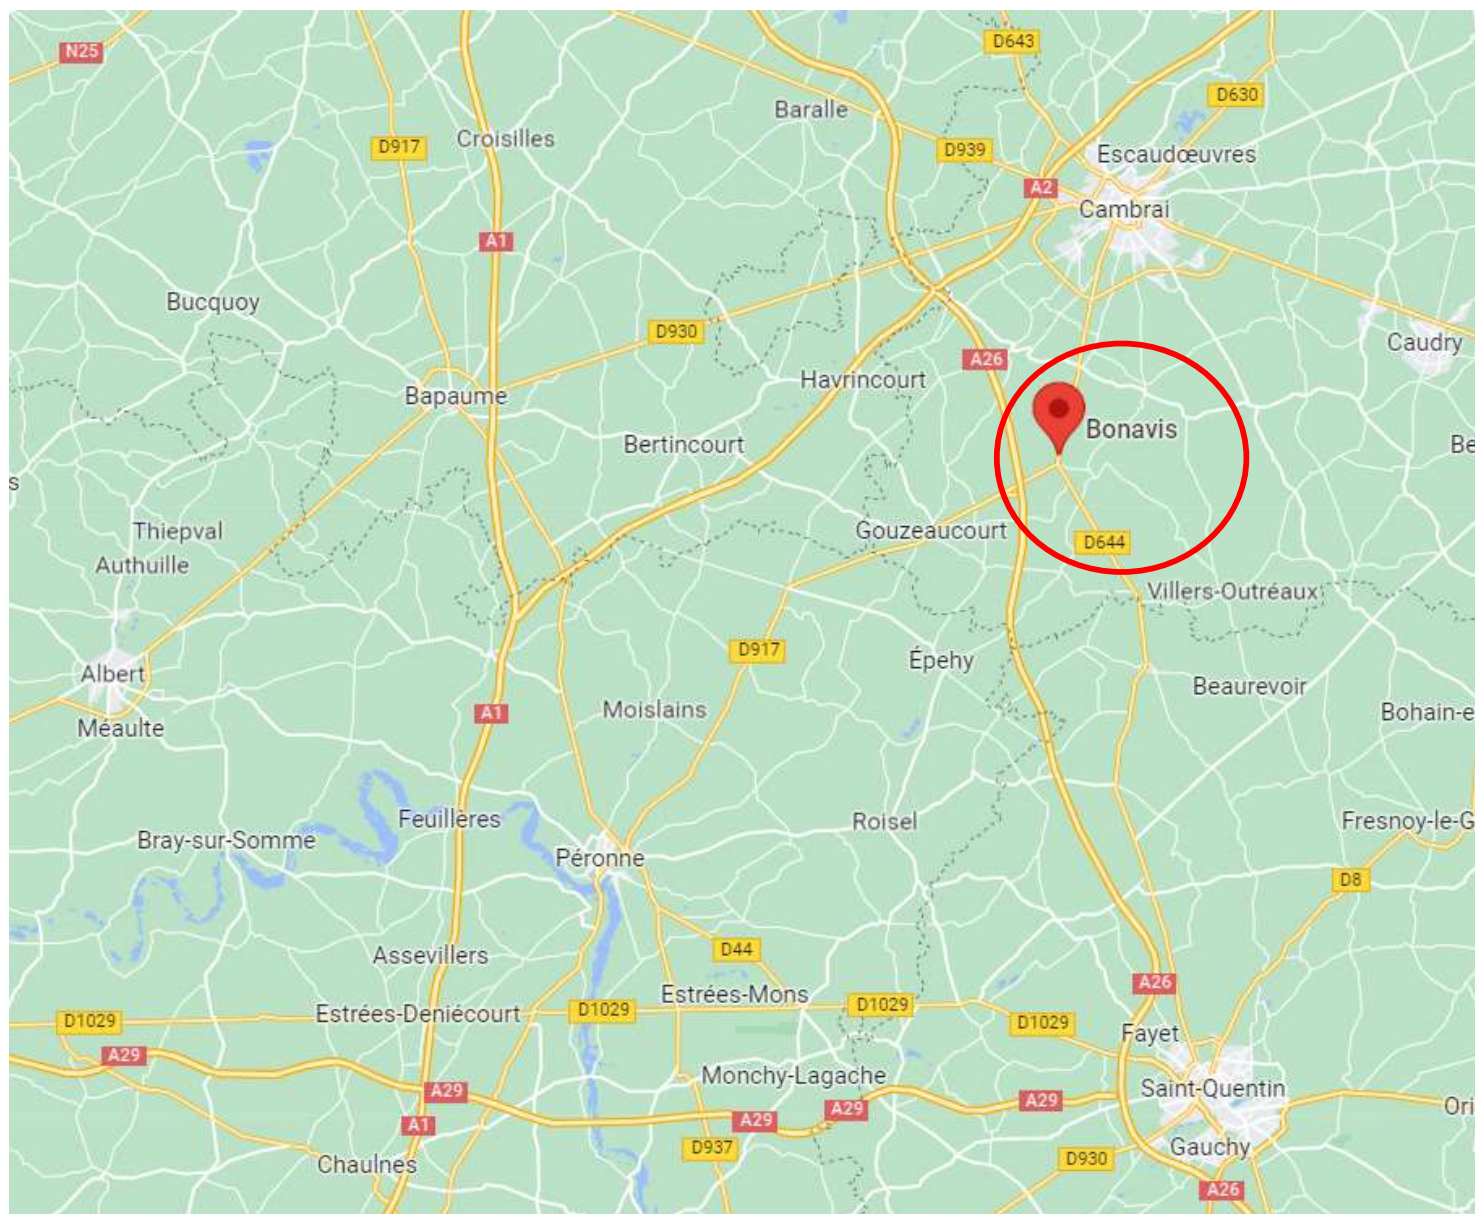 N25
D643
D630
Baralle
Croisilles
D917
D939
Escaudœuvres
A2
Cambrai
A1
Bucquoy
D930
Caudry
A26
Havrincourt
Bapaume
Bonavis
Bertincourt
Be
s
Thiepval
Gouzeaucourt
D644
Authuille
Villers-Outréaux
D917
Épehy
Albert
Beaurevoir
Moislains
A1
Bohain-e
Méaulte
Feuillères
Roisel
Fresnoy-le-G
Bray-sur-Somme
Péronne
D8
D44
Assevillers
A26
Estrées-Mons
D1029
D1029
Estrées-Deniécourt
D1029
D1029
Fayet
A29
Monchy-Lagache
Saint-Quentin
A29
A29
A29
A29
Ori
A1
D937
Gauchy
D930
Chaulnes
A26